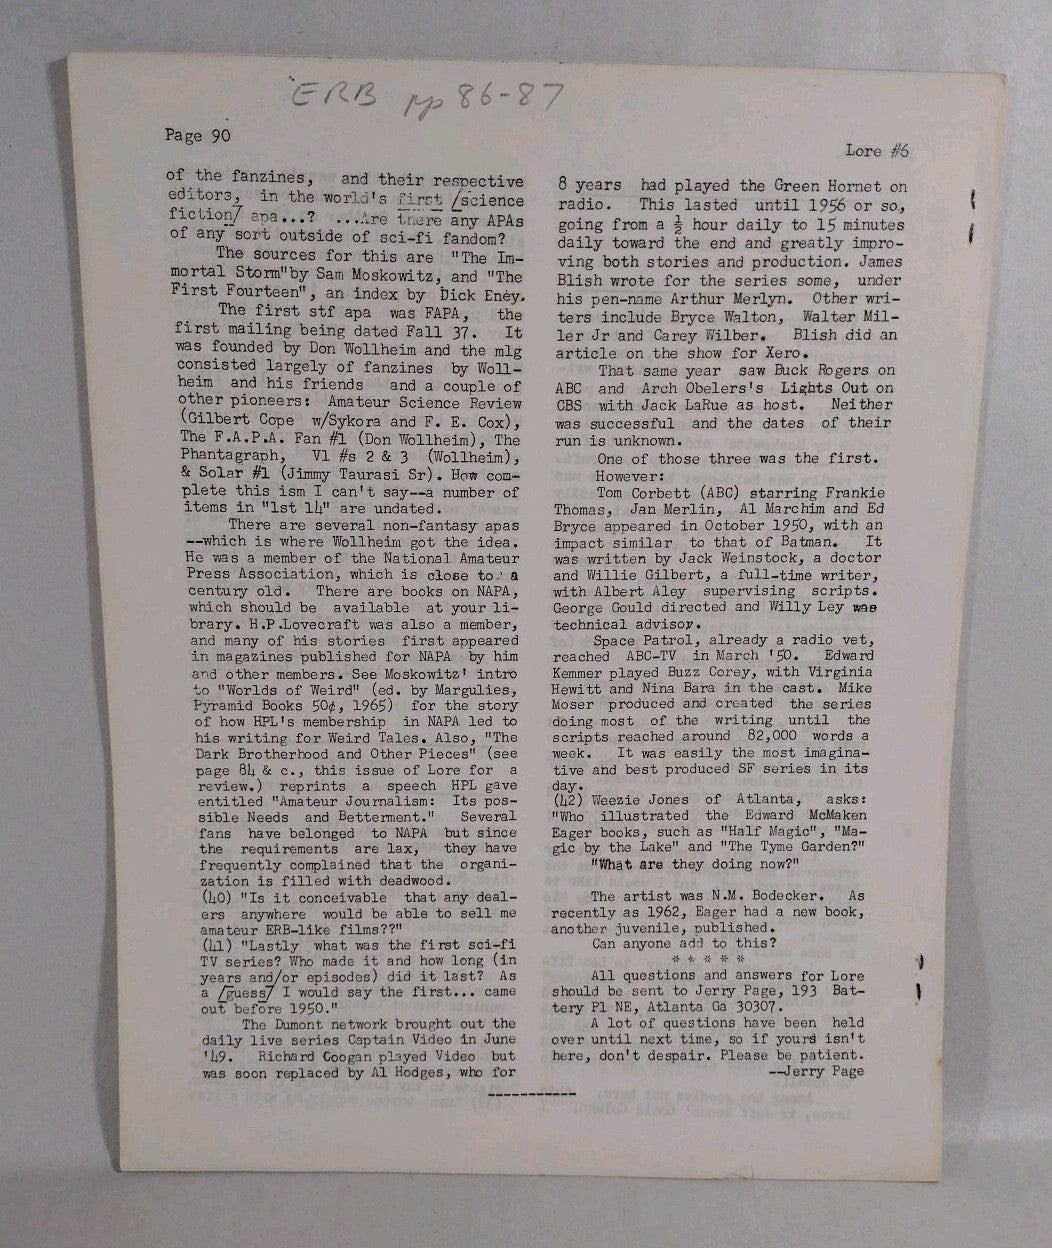 ERB pp 86-87
Page 90
Lore #6
of the fanzines, and their respective
editors, in the world's first /science
fiction/ apa...? ...Are there any APAs
of any sort outside of sci-fi fandom?
The sources for this are "The Im-
mortal Storm"by Sam Moskowitz, and "The
First Fourteen", an index by Dick Eney.
The first stf apa was FAPA, the
first mailing being dated Fall 37. It
was founded by Don Wollheim and the mlg
consisted largely of fanzines by Woll-
heim and his friends and a couple of
other pioneers: Amateur Science Review
(Gilbert Cope w/Sykora and F. E. Cox),
The F.A.P.A. Fan #1 (Don Wollheim), The
Phantagraph, Vl #s 2 & 3 (Wollheim),
& Solar #1 (Jimmy Taurasi Sr). How com-
plete this ism I can't say--a number of
items in "1st 14" are undated.
There are several non-fantasy apas
--which is where Wollheim got the idea.
He was a member of the National Amateur
Press Association, which is close to a
century old. There are books on NAPA,
which should be available at your li-
brary. H.P.Lovecraft was also a member,
and many of his stories first appeared
in magazines published for NAPA by him
and other members. See Moskowitz' intro
to "Worlds of Weird" (ed. by Margulies,
Pyramid Books 50¢, 1965) for the story
of how HPL's membership in NAPA led to
his writing for Weird Tales. Also, "The
Dark Brotherhood and Other Pieces" (see
page 84 & c., this issue of Lore for a
review.) reprints a speech HPL gave
entitled "Amateur Journalism: Its pos-
sible Needs and Betterment." Several
fans have belonged to NAPA but since
the requirements are lax, they have
frequently complained that the organi-
zation is filled with deadwood.
(40) "Is it conceivable that any deal-
ers anywhere would be able to sell me
amateur ERB-like films??"
(41) "Lastly what was the first sci-fi
TV series? Who made it and how long (in
years and/or episodes) did it last? As
a /guess/ I would say the first... came
out before 1950."
The Dumont network brought out the
daily live series Captain Video in June
'49. Richard Coogan played Video but
was soon replaced by Al Hodges, who for
8 years had played the Green Hornet on
radio. This lasted until 1956 or so,
going from a ½ hour daily to 15 minutes
daily toward the end and greatly impro-
ving both stories and production. James
Blish wrote for the series some, under
his pen-name Arthur Merlyn. Other wri-
ters include Bryce Walton, Walter Mil-
ler Jr and Carey Wilber. Blish did an
article on the show for Xero.
That same year saw Buck Rogers on
ABC and Arch Obelers's Lights Out on
CBS with Jack LaRue as host. Neither
was successful and the dates of their
run is unknown.
One of those three was the first.
However:
Tom Corbett (ABC) starring Frankie
Thomas, Jan Merlin, Al Marchim and Ed
Bryce appeared in October 1950, with an
impact similar to that of Batman. It
was written by Jack Weinstock, a doctor
and Willie Gilbert, a full-time writer,
with Albert Aley supervising scripts.
George Gould directed and Willy Ley was
technical advisor.
Space Patrol, already a radio vet,
reached ABC-TV in March '50. Edward
Kemmer played Buzz Corey, with Virginia
Hewitt and Nina Bara in the cast. Mike
Moser produced and created the series
doing most of the writing until the
scripts reached around 82,000 words a
week. It was easily the most imagina-
tive and best produced SF series in its
day.
(42) Weezie Jones of Atlanta, asks:
"Who illustrated the Edward McMaken
Eager books, such as "Half Magic", "Ma-
gic by the Lake" and "The Tyme Garden?"
"What are they doing now?"
The artist was N.M. Bodecker. As
recently as 1962, Eager had a new book,
another juvenile, published.
Can anyone add to this?
* * * * *
All questions and answers for Lore
should be sent to Jerry Page, 193 Bat-
tery Pl NE, Atlanta Ga 30307.
A lot of questions have been held
over until next time, so if yours isn't
here, don't despair. Please be patient.
--Jerry Page
-----------